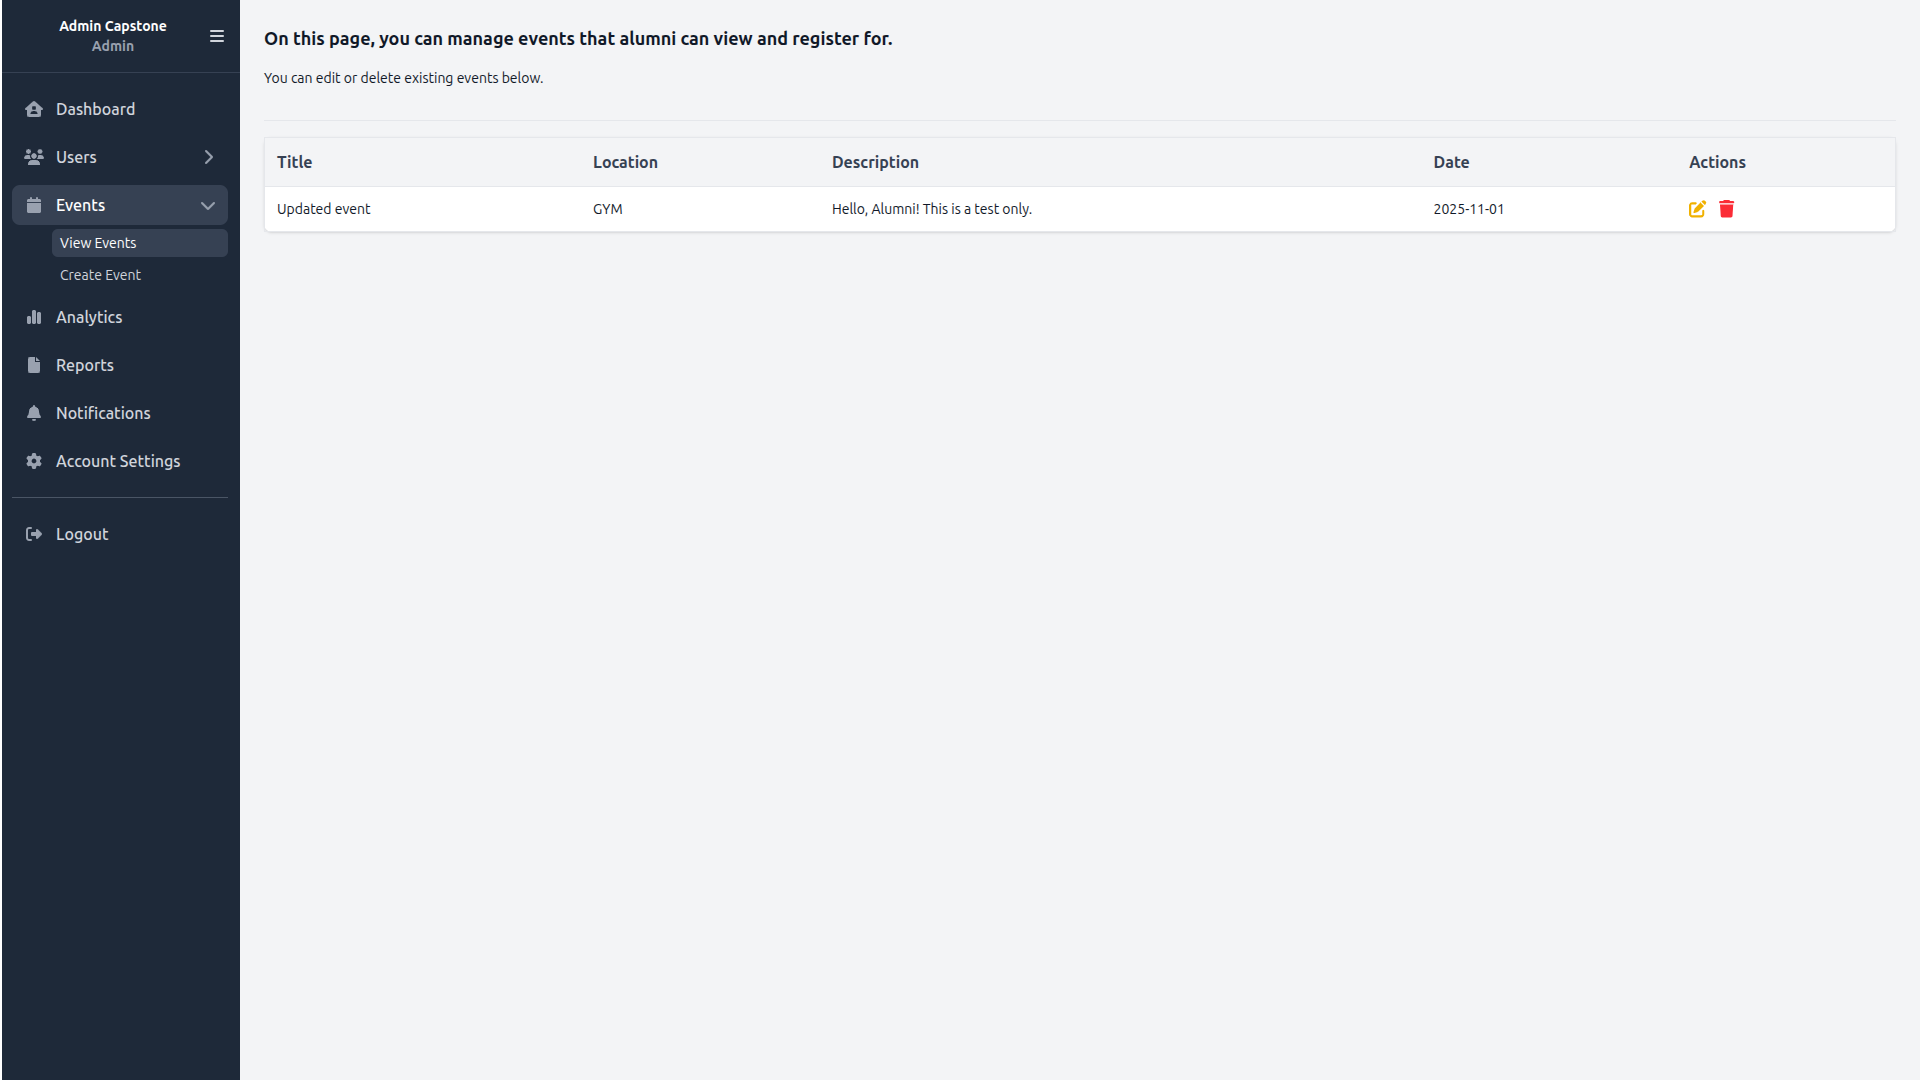 Admin Capstone
Admin
Dashboard
Users
Events
View Events
Create Event
Analytics
Reports
Notifications
Account Settings
Logout
On this page, you can manage events that alumni can view and register for.
You can edit or delete existing events below.
Title Location Description Date Actions
Updated event GYM Hello, Alumni! This is a test only. 2025-11-01